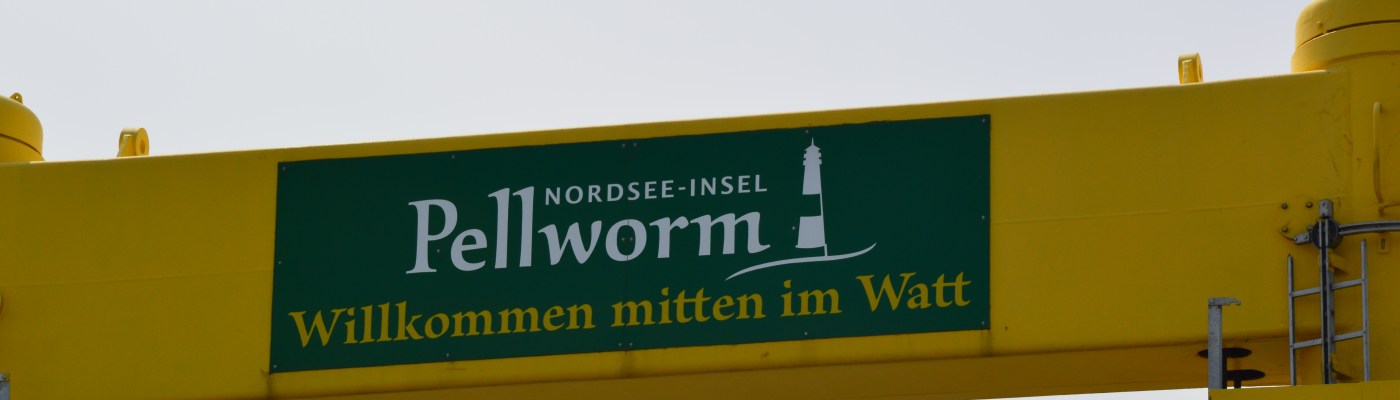 NORDSEE-INSEL
Pellworm
Willkommen mitten im Watt